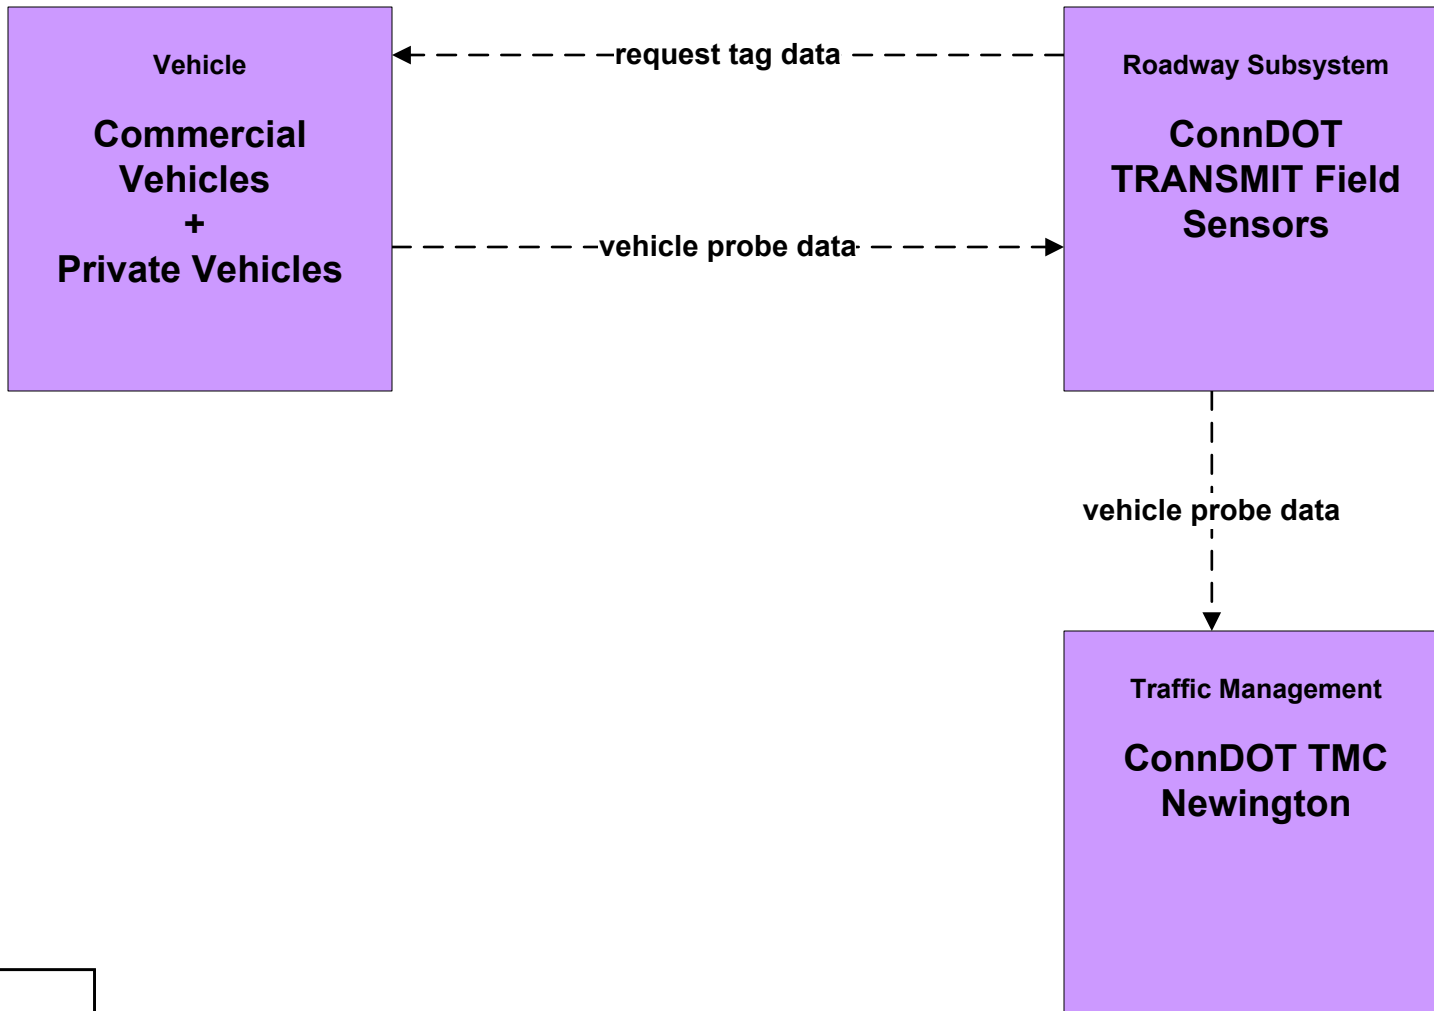 Vehicle
Commercial
Vehicles
+
Private Vehicles
request tag data
vehicle probe data
Roadway Subsystem
ConnDOT
TRANSMIT Field
Sensors
vehicle probe data
Traffic Management
ConnDOT TMC
Newington